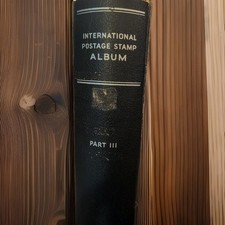 INTERNATIONAL
POSTAGE STAMP
ALBUM
PART III